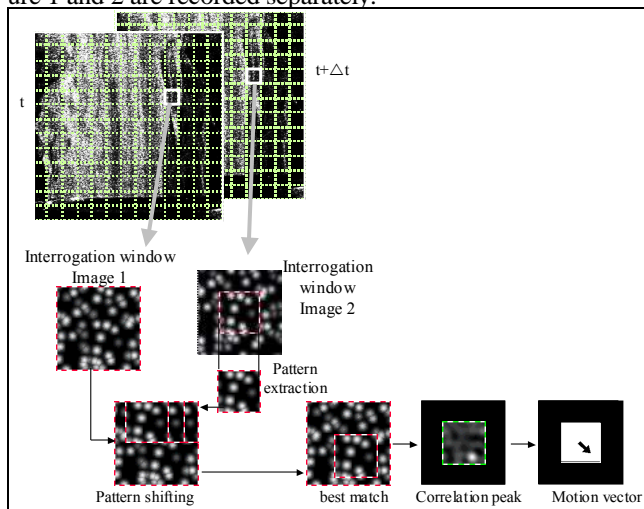 are 1 and 2 are recorded separately.
t+△t
t
Interrogation window
Image 1
Interrogation
window
Image 2
Pattern
extraction
Pattern shifting
best match
Correlation peak
Motion vector